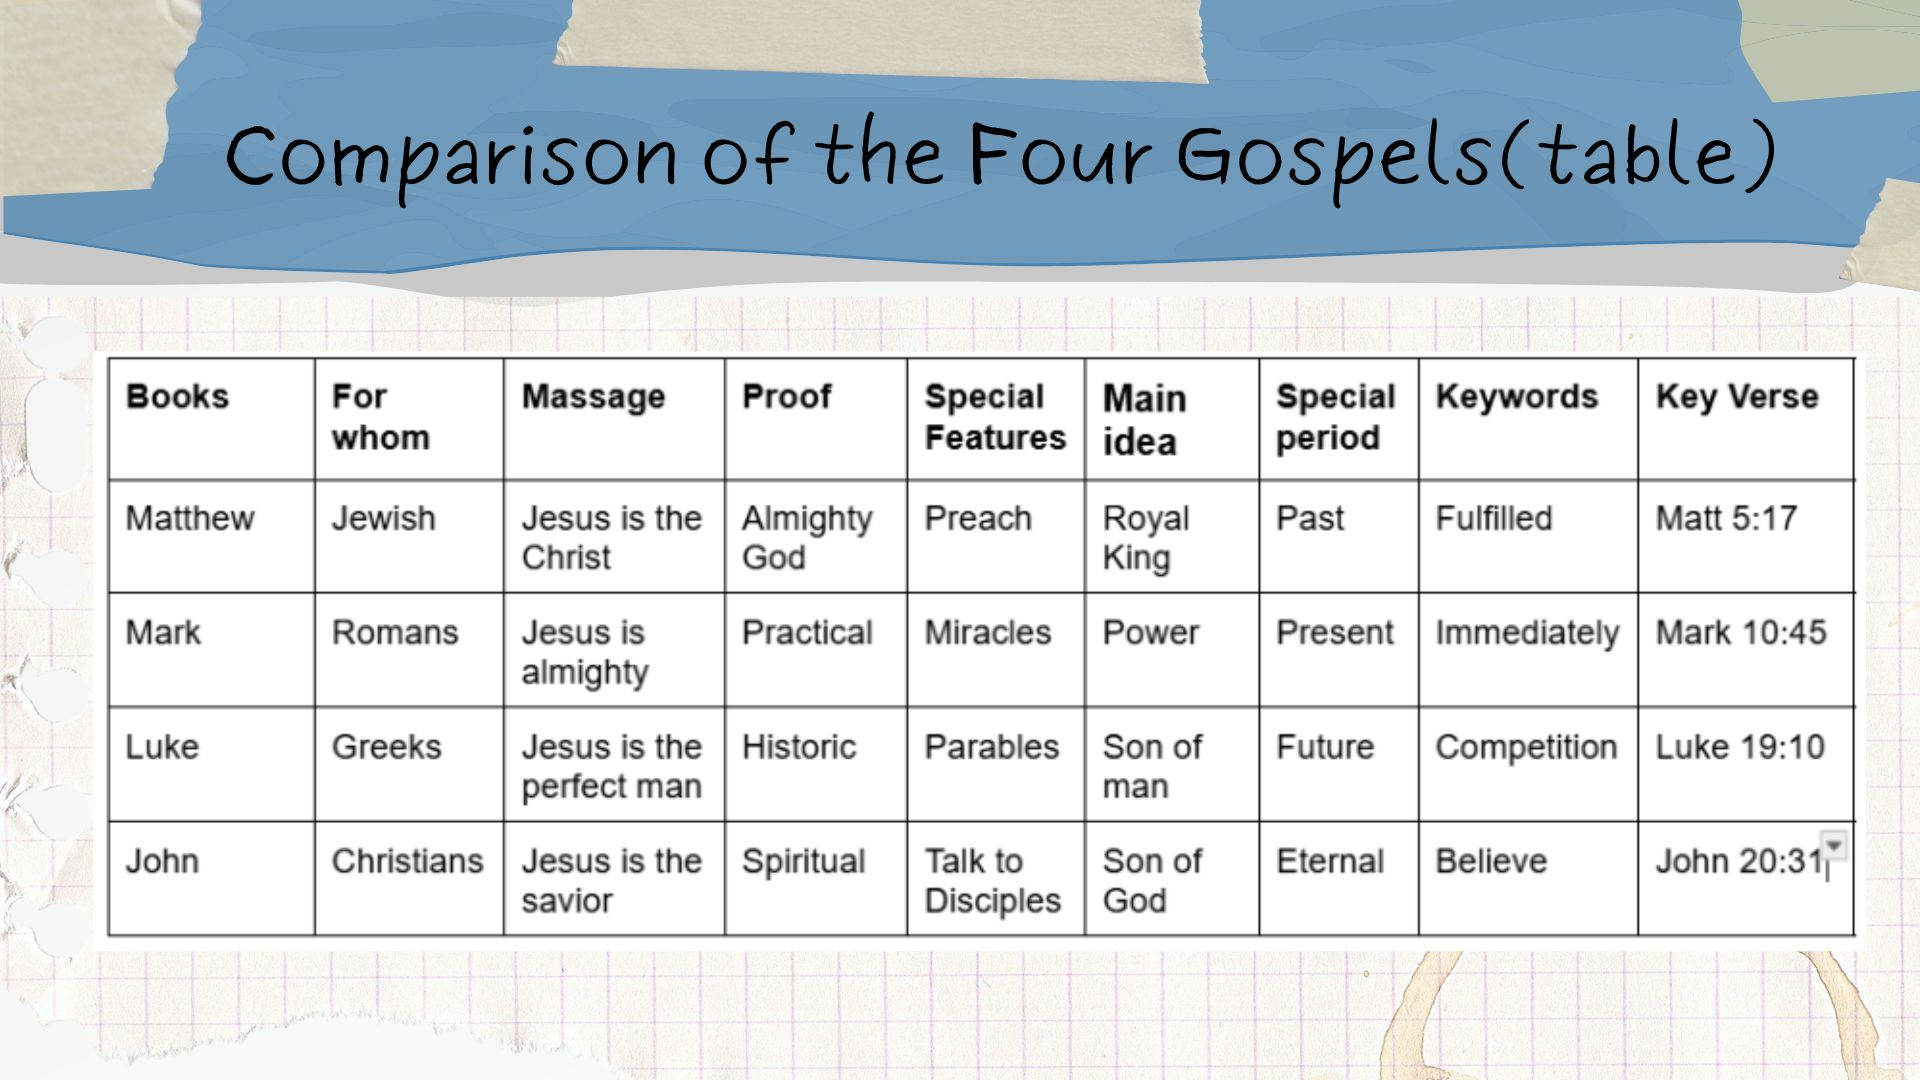 Comparison of the Four Gospels(table)
Books For whom Massage Proof Special Features Main idea Special period Keywords Key Verse
Matthew Jewish Jesus is the Christ Almighty God Preach Royal King Past Fulfilled Matt 5:17
Mark Romans Jesus is almighty Practical Miracles Power Present Immediately Mark 10:45
Luke Greeks Jesus is the perfect man Historic Parables Son of man Future Competition Luke 19:10
John Christians Jesus is the savior Spiritual Talk to Disciples Son of God Eternal Believe John 20:31